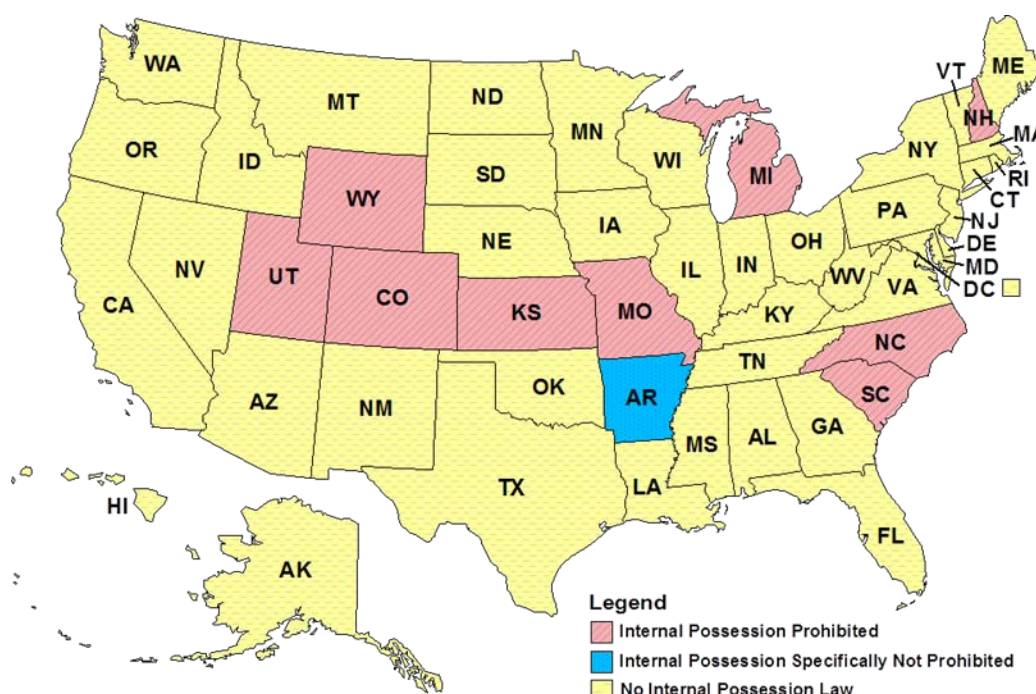 WA
MT
ND
MN
VT
ME
NH
MA
OR
ID
SD
WI
NY
WY
MI
RI
CT
PA
NJ
NV
UT
CO
NE
IA
IL
IN
OH
DE
MD
DC
WV
VA
CA
KS
MO
KY
NC
AZ
NM
OK
AR
TN
SC
TX
LA
MS
AL
GA
HI
AK
FL
Legend
Internal Possession Prohibited
Internal Possession Specifically Not Prohibited
No Internal Possession Law